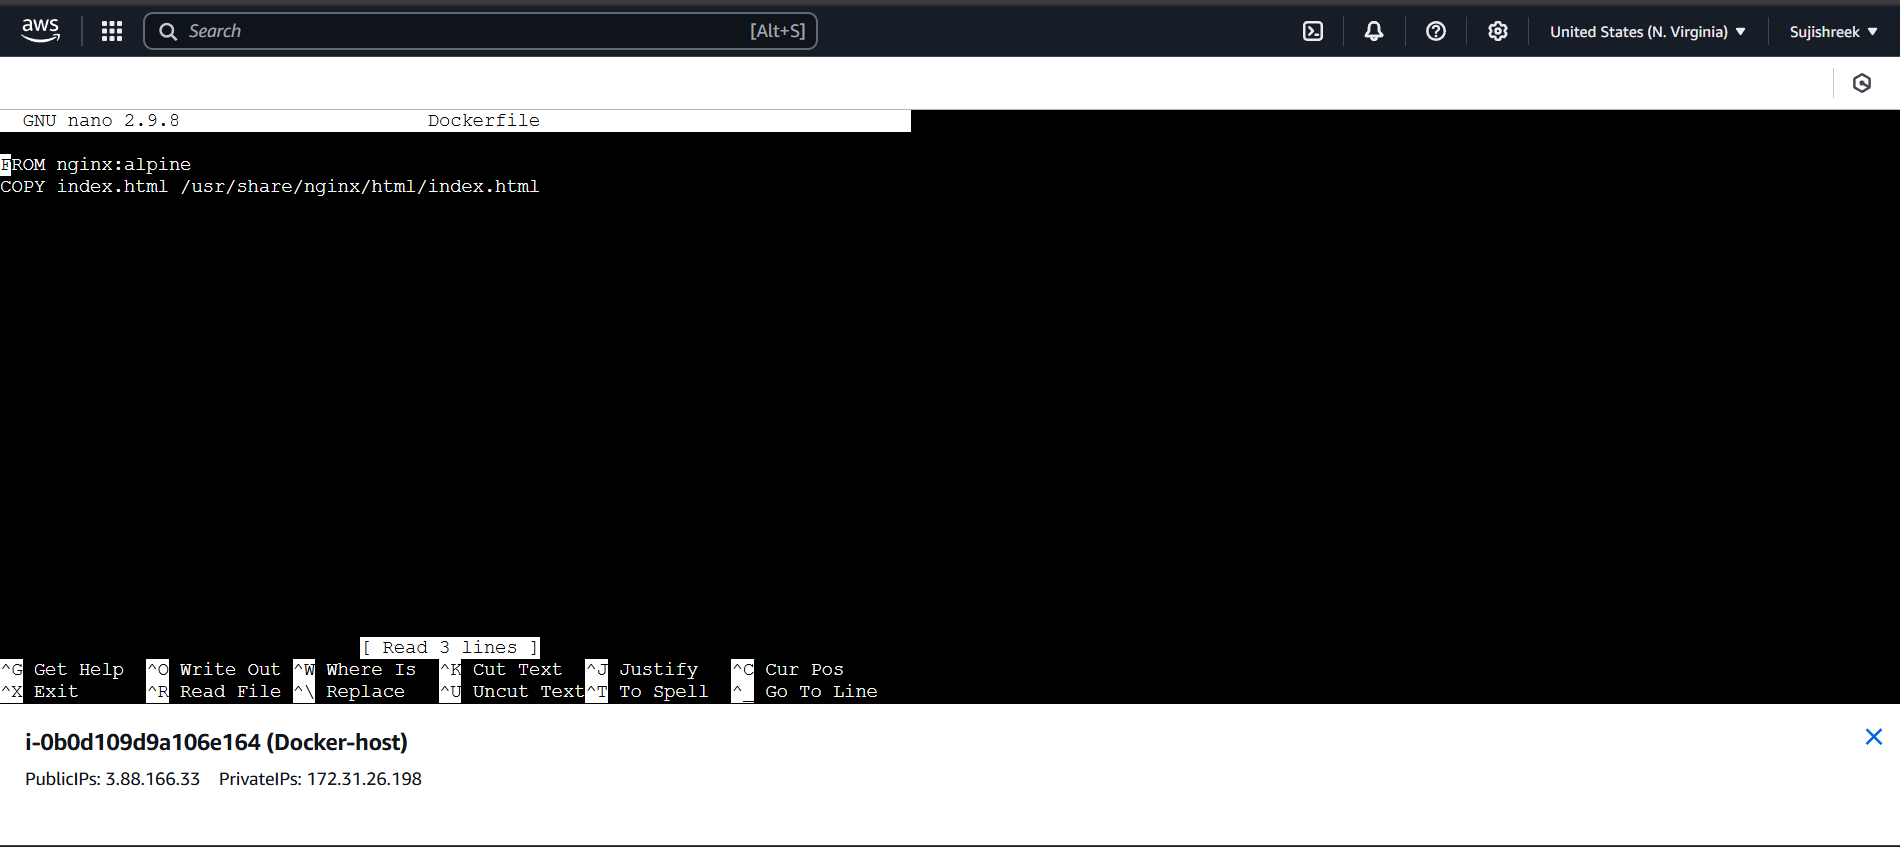 aws
Search [Alt+S]
United States (N. Virginia) ▼
Sujishreek ▼
GNU nano 2.9.8 Dockerfile
FROM nginx:alpine
COPY index.html /usr/share/nginx/html/index.html
[ Read 3 lines ]
^G Get Help ^O Write Out ^W Where Is ^K Cut Text ^J Justify ^C Cur Pos
^X Exit ^R Read File ^\ Replace ^U Uncut Text ^T To Spell ^_ Go To Line
i-0b0d109d9a106e164 (Docker-host)
PublicIPs: 3.88.166.33 PrivateIPs: 172.31.26.198